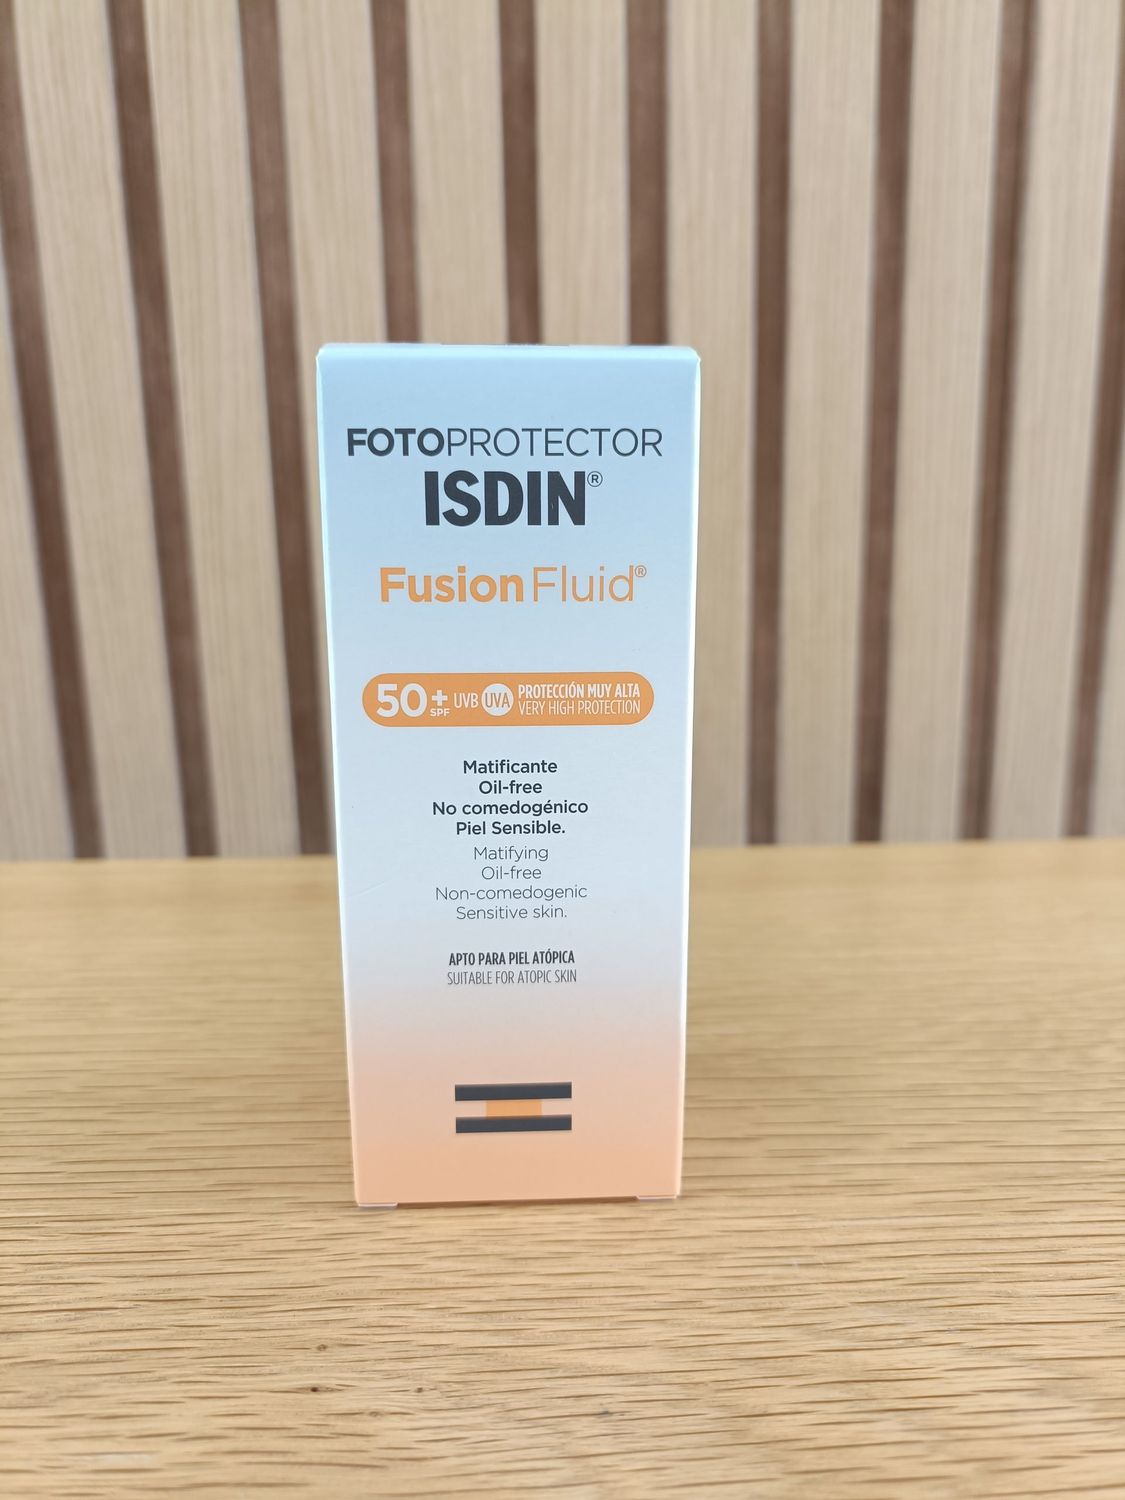 FOTOPROTECTOR
ISDIN®
Fusion Fluid®
50+ SPF UVB UVA PROTECCIÓN MUY ALTA
VERY HIGH PROTECTION
Matificante
Oil-free
No comedogénico
Piel Sensible.
Matifying
Oil-free
Non-comedogenic
Sensitive skin.
APTO PARA PIEL ATÓPICA
SUITABLE FOR ATOPIC SKIN